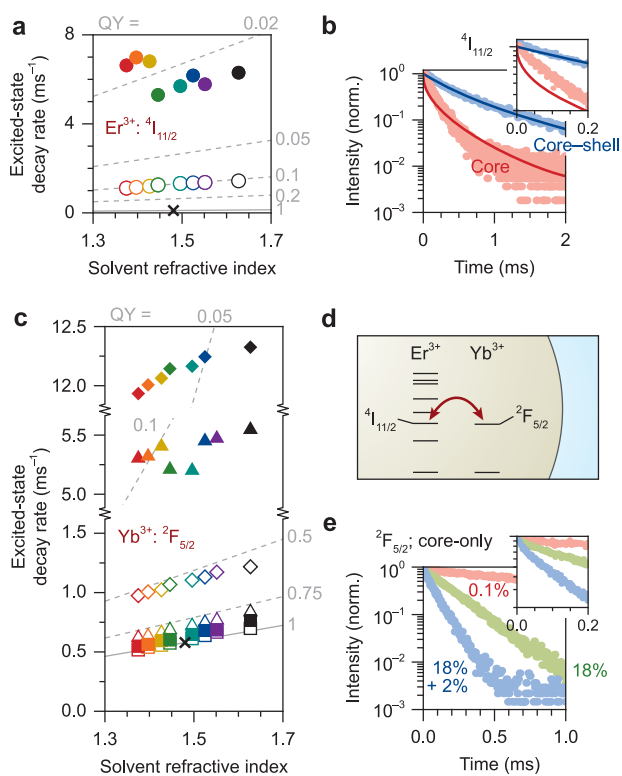 a
QY =
0.02
8
6
4
2
0
Excited-state
decay rate (ms⁻¹)
Er³⁺: ⁴I₁₁/₂
0.05
0.1
0.2
1
1.3
1.5
1.7
Solvent refractive index
b
⁴I₁₁/₂
10⁰
10⁻¹
10⁻²
10⁻³
Intensity (norm.)
0.0
0.2
Core–shell
Core
0
1
2
Time (ms)
c
QY =
0.05
12.5
12.0
5.5
5.0
1.5
1.0
0.5
0.0
Excited-state
decay rate (ms⁻¹)
0.1
Yb³⁺: ²F₅/₂
0.5
0.75
1
1.3
1.5
1.7
Solvent refractive index
d
Er³⁺ Yb³⁺
⁴I₁₁/₂
²F₅/₂
e
²F₅/₂; core-only
10⁰
10⁻¹
10⁻²
10⁻³
Intensity (norm.)
0.0
0.2
0.1%
18%
+ 2%
18%
0.0
0.5
1.0
Time (ms)